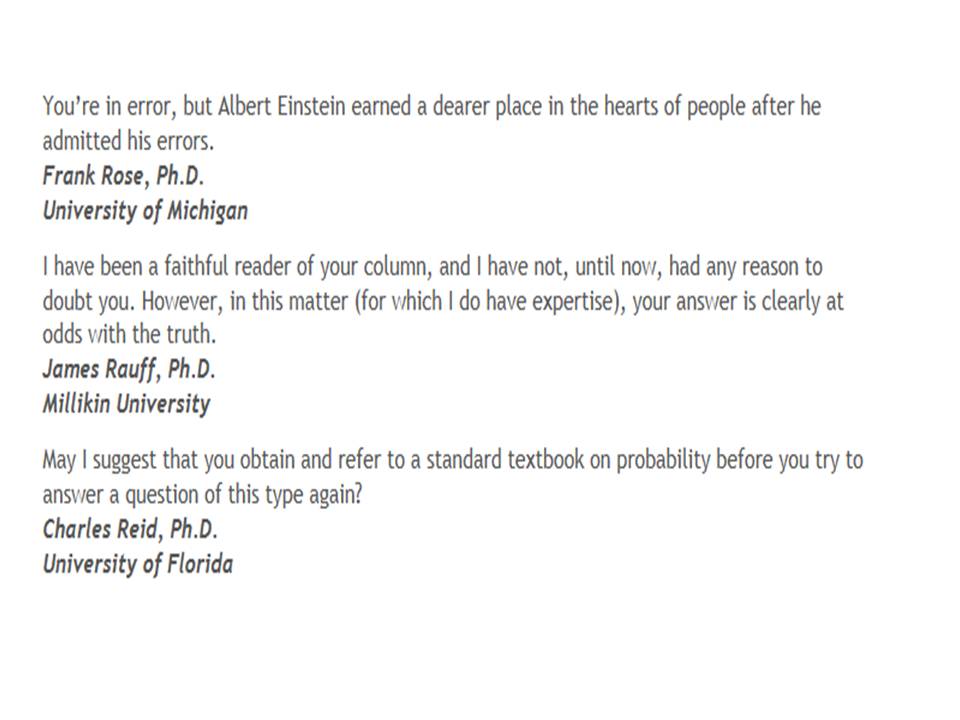 You’re in error, but Albert Einstein earned a dearer place in the hearts of people after he
admitted his errors.
Frank Rose, Ph.D.
University of Michigan
I have been a faithful reader of your column, and I have not, until now, had any reason to
doubt you. However, in this matter (for which I do have expertise), your answer is clearly at
odds with the truth.
James Rauff, Ph.D.
Millikin University
May I suggest that you obtain and refer to a standard textbook on probability before you try to
answer a question of this type again?
Charles Reid, Ph.D.
University of Florida